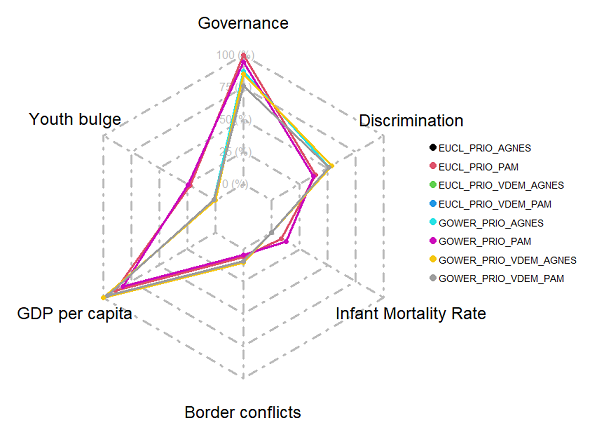 Governance
100 (%)
Youth bulge
Discrimination
25 (%)
0 (%)
EUCL_PRIO_AGNES
EUCL_PRIO_PAM
EUCL_PRIO_VDEM_AGNES
EUCL_PRIO_VDEM_PAM
GOWER_PRIO_AGNES
GOWER_PRIO_PAM
GOWER_PRIO_VDEM_AGNES
GOWER_PRIO_VDEM_PAM
GDP per capita
Infant Mortality Rate
Border conflicts